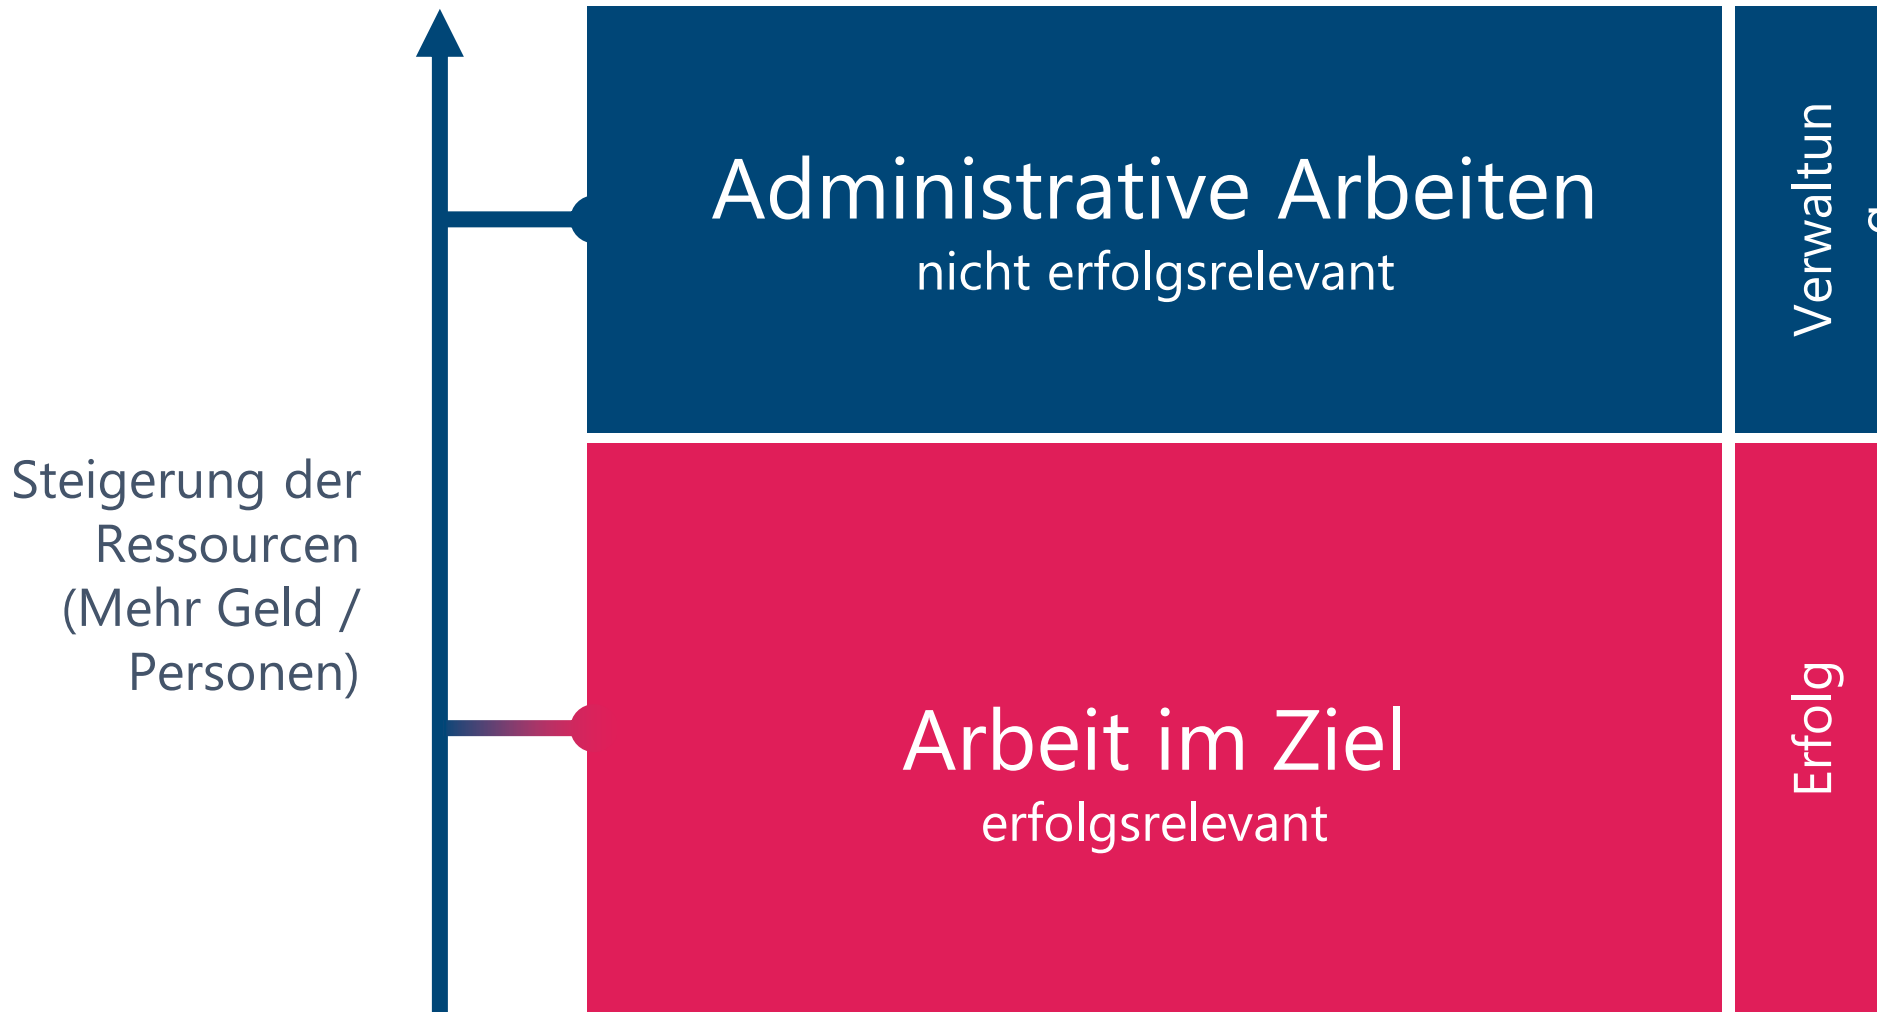 Administrative Arbeiten
nicht erfolgsrelevant
Verwaltun
g
Steigerung der
Ressourcen
(Mehr Geld /
Personen)
Arbeit im Ziel
erfolgsrelevant
Erfolg